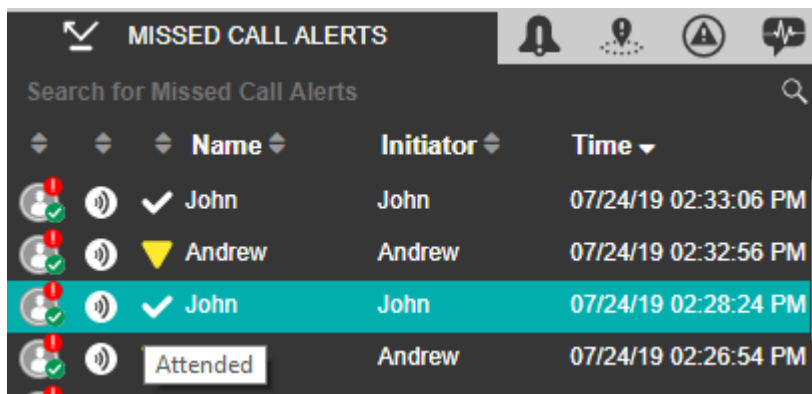 MISSED CALL ALERTS
Search for Missed Call Alerts
Name Initiator Time
John John 07/24/19 02:33:06 PM
Andrew Andrew 07/24/19 02:32:56 PM
John John 07/24/19 02:28:24 PM
Attended Andrew 07/24/19 02:26:54 PM